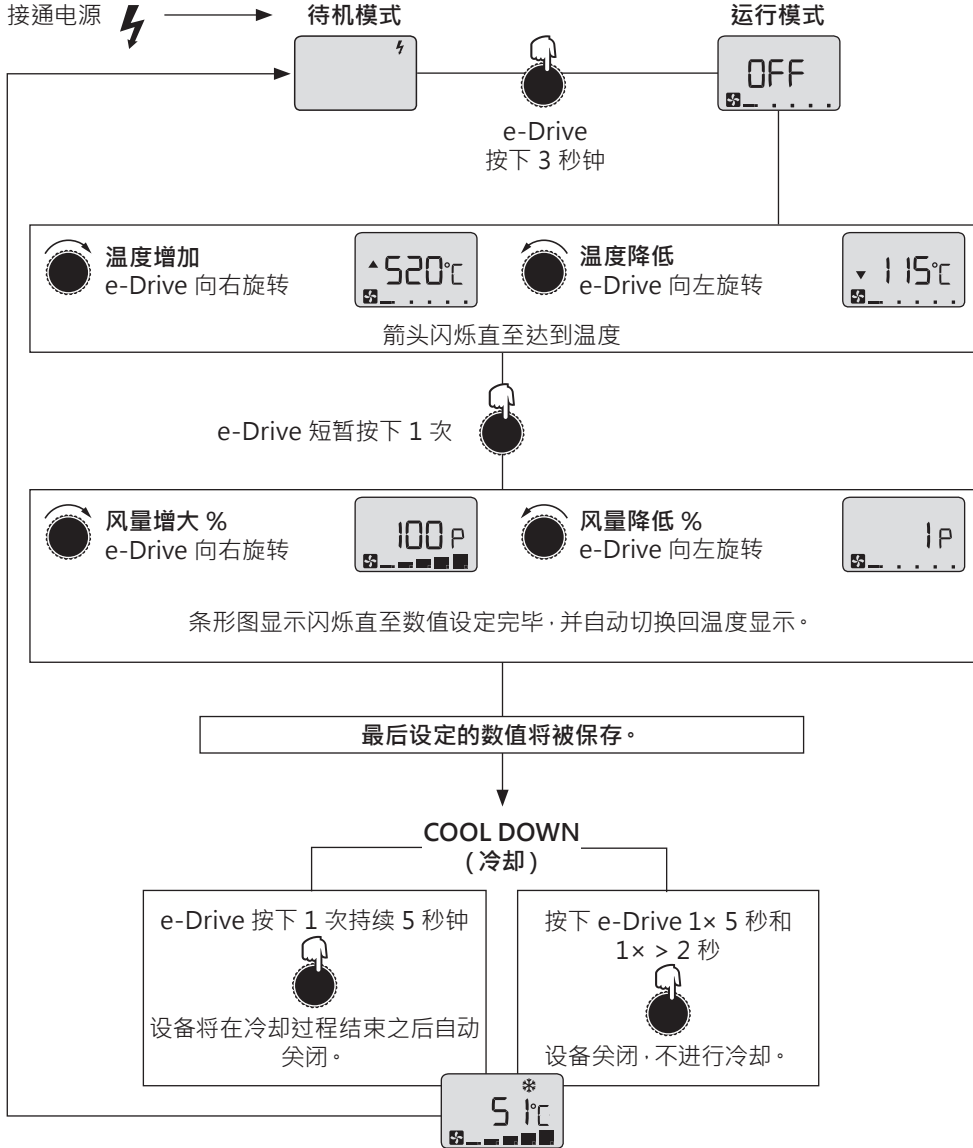 接通电源
待机模式
运行模式
OFF
e-Drive
按下 3 秒钟
温度增加
e-Drive 向右旋转
520℃
温度降低
e-Drive 向左旋转
115℃
箭头闪烁直至达到温度
e-Drive 短暂按下 1 次
风量增大 %
e-Drive 向右旋转
100 P
风量降低 %
e-Drive 向左旋转
1 P
条形图显示闪烁直至数值设定完毕，并自动切换回温度显示。
最后设定的数值将被保存。
COOL DOWN
(冷却)
e-Drive 按下 1 次持续 5 秒钟
设备将在冷却过程结束之后自动
关闭。
按下 e-Drive 1× 5 秒和
1× > 2 秒
设备关闭，不进行冷却。
51℃